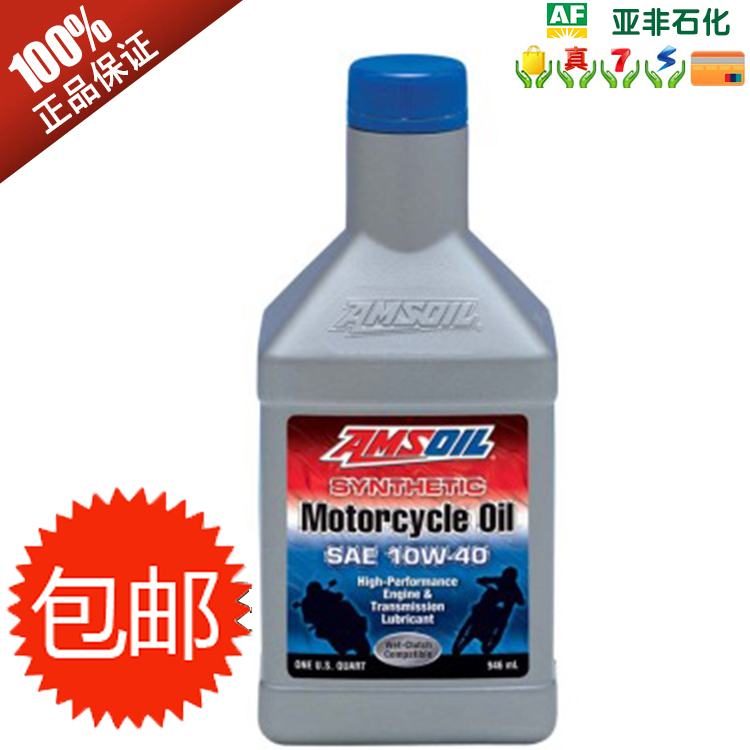 100%
正品保证
AF
亚非石化
真 7 S
AMSOIL
AMSOIL
SYNTHETIC
Motorcycle Oil
SAE 10W-40
High-Performance
Engine &
Transmission
Lubricant
Wet-Clutch
Compatible
ONE U.S. QUART 946 mL
包邮